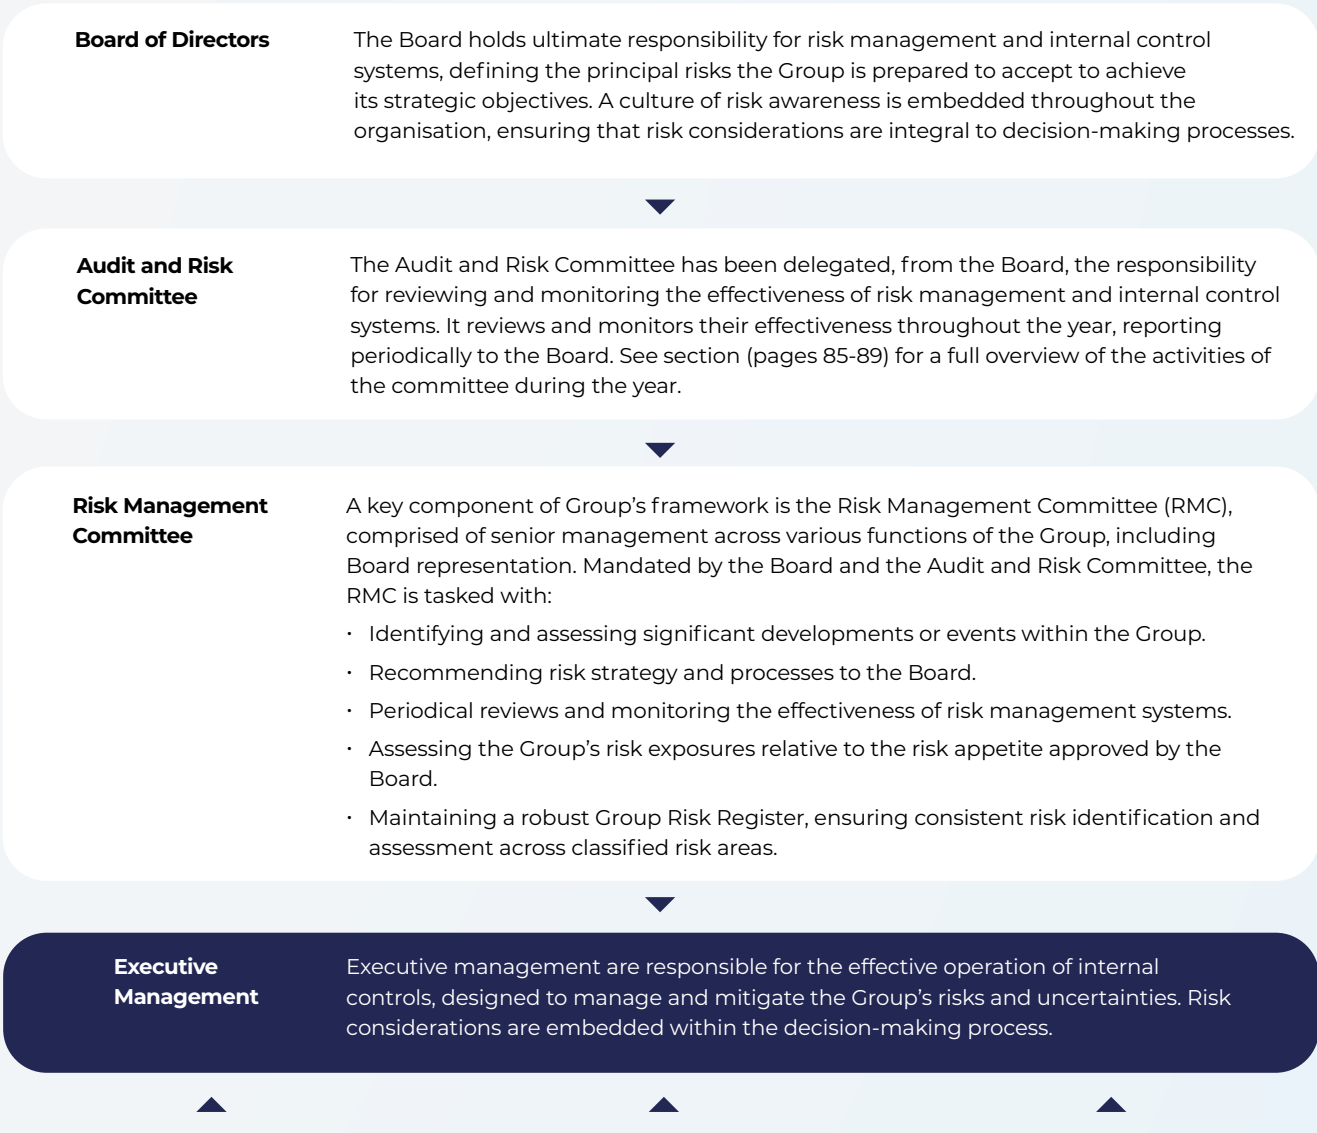 Board of Directors
The Board holds ultimate responsibility for risk management and internal control
systems, defining the principal risks the Group is prepared to accept to achieve
its strategic objectives. A culture of risk awareness is embedded throughout the
organisation, ensuring that risk considerations are integral to decision-making processes.
Audit and Risk
Committee
The Audit and Risk Committee has been delegated, from the Board, the responsibility
for reviewing and monitoring the effectiveness of risk management and internal control
systems. It reviews and monitors their effectiveness throughout the year, reporting
periodically to the Board. See section (pages 85-89) for a full overview of the activities of
the committee during the year.
Risk Management
Committee
A key component of Group’s framework is the Risk Management Committee (RMC),
comprised of senior management across various functions of the Group, including
Board representation. Mandated by the Board and the Audit and Risk Committee, the
RMC is tasked with:
• Identifying and assessing significant developments or events within the Group.
• Recommending risk strategy and processes to the Board.
• Periodical reviews and monitoring the effectiveness of risk management systems.
• Assessing the Group’s risk exposures relative to the risk appetite approved by the
Board.
• Maintaining a robust Group Risk Register, ensuring consistent risk identification and
assessment across classified risk areas.
Executive
Management
Executive management are responsible for the effective operation of internal
controls, designed to manage and mitigate the Group’s risks and uncertainties. Risk
considerations are embedded within the decision-making process.